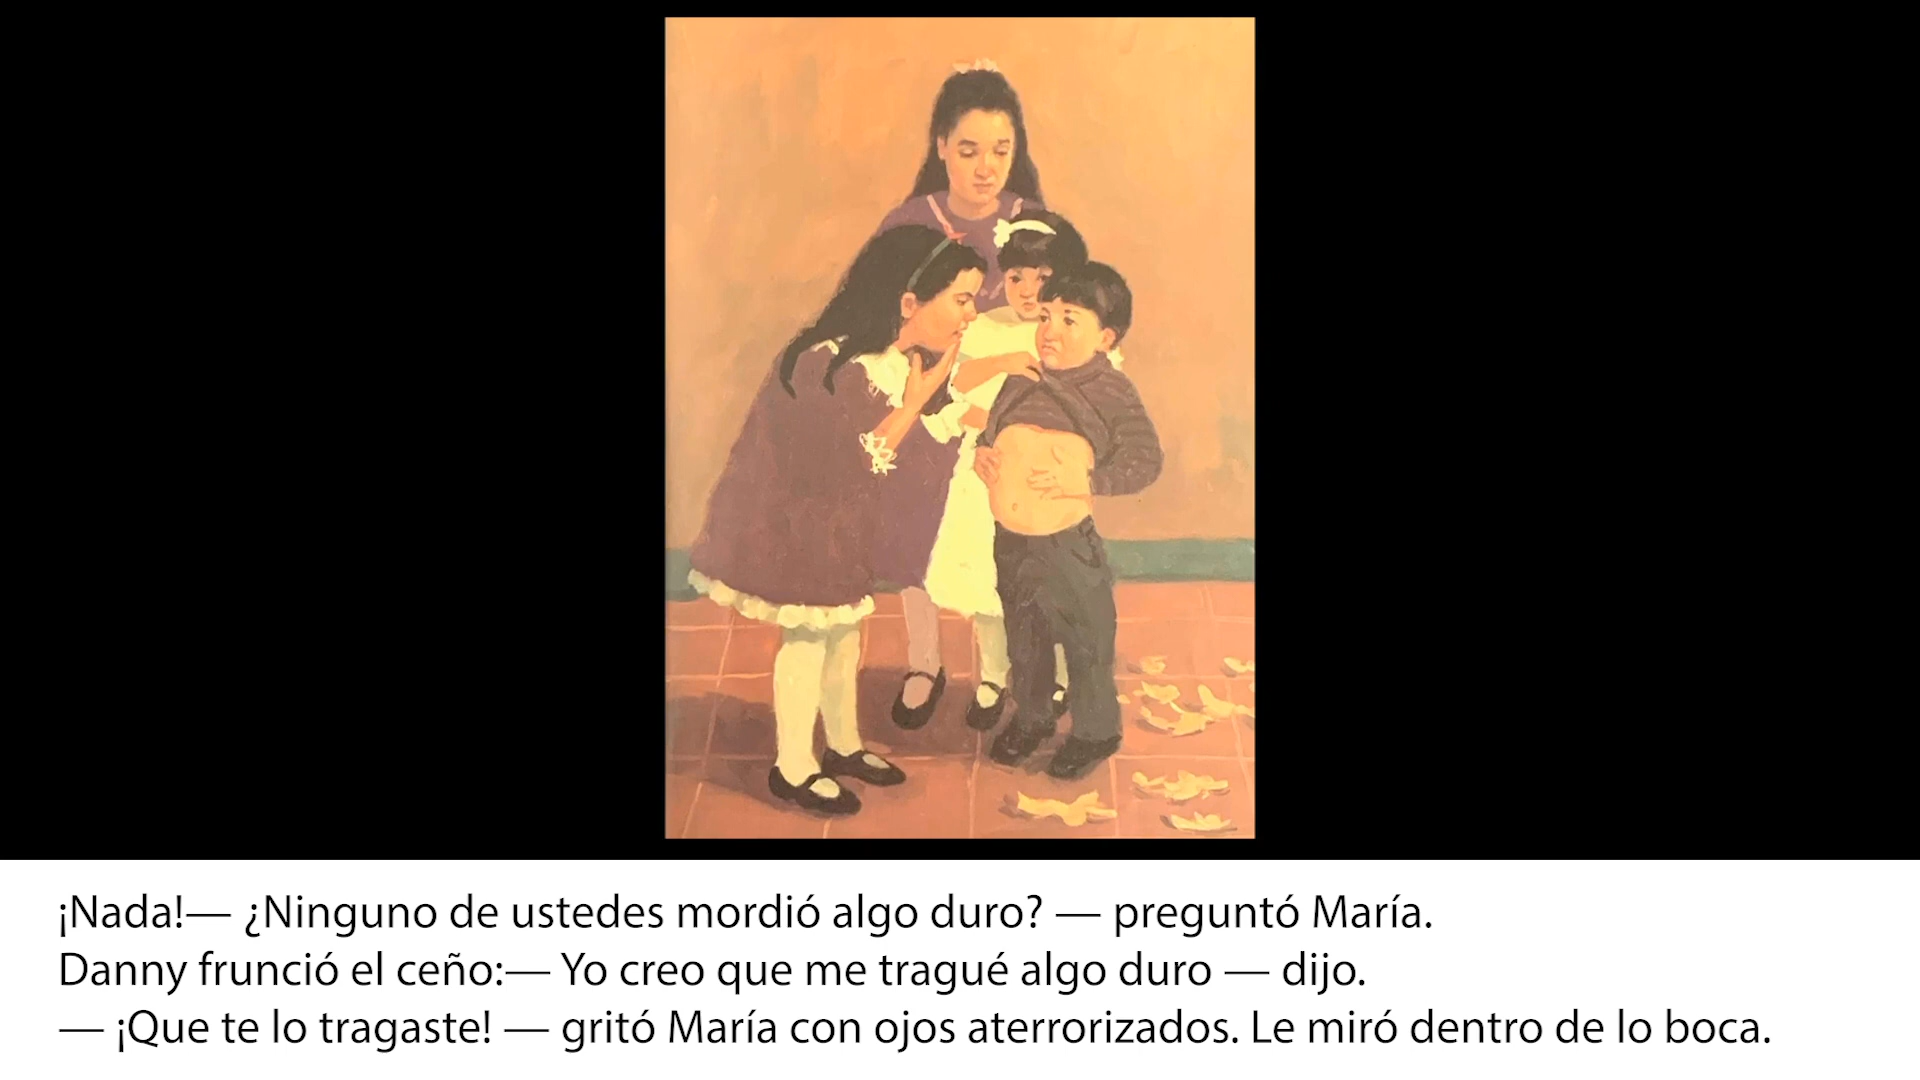 ¡Nada!— ¿Ninguno de ustedes mordió algo duro? — preguntó María.
Danny frunció el ceño:— Yo creo que me tragué algo duro — dijo.
— ¡Que te lo tragaste! — gritó María con ojos aterrorizados. Le miró dentro de lo boca.